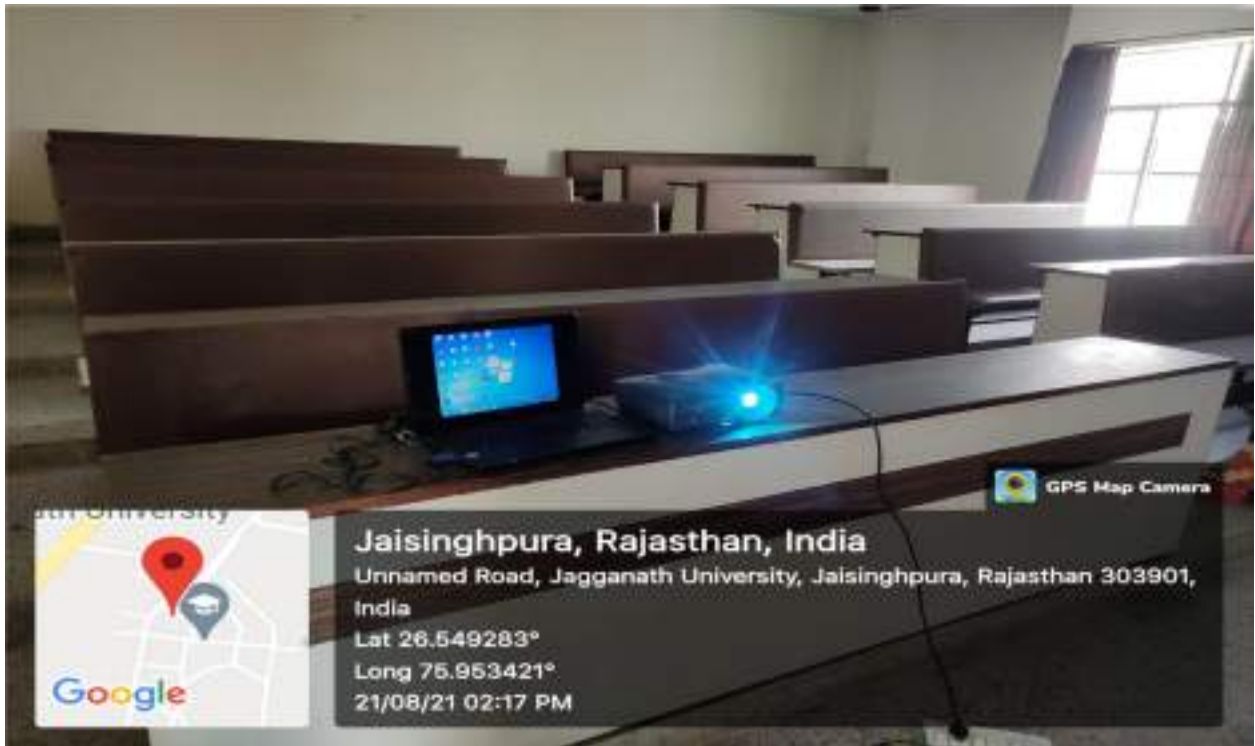 GPS Map Camera
University
Jaisinghpura, Rajasthan, India
Unnamed Road, Jagganath University, Jaisinghpura, Rajasthan 303901,
India
Lat 26.549283°
Long 75.953421°
21/08/21 02:17 PM
Google